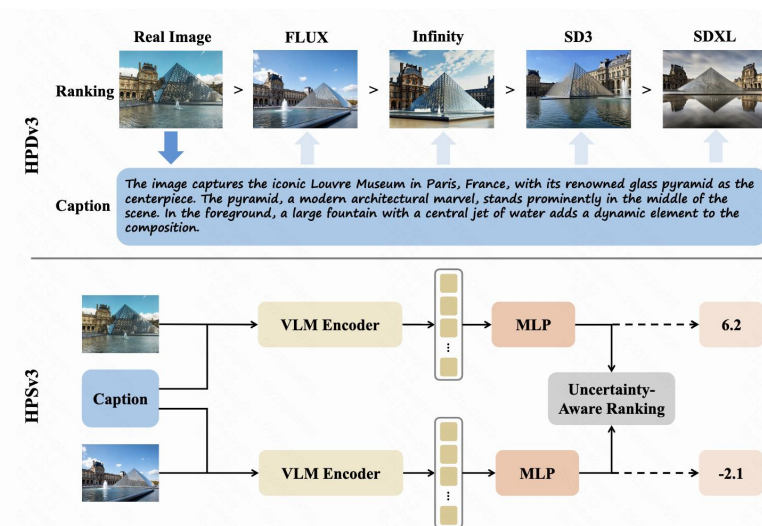 Real Image
FLUX
Infinity
SD3
SDXL
HPDv3
Ranking
>
>
>
>
Caption
The image captures the iconic Louvre Museum in Paris, France, with its renowned glass pyramid as the
centerpiece. The pyramid, a modern architectural marvel, stands prominently in the middle of the
scene. In the foreground, a large fountain with a central jet of water adds a dynamic element to the
composition.
HPSv3
VLM Encoder
MLP
6.2
Caption
Uncertainty-
Aware Ranking
VLM Encoder
MLP
-2.1